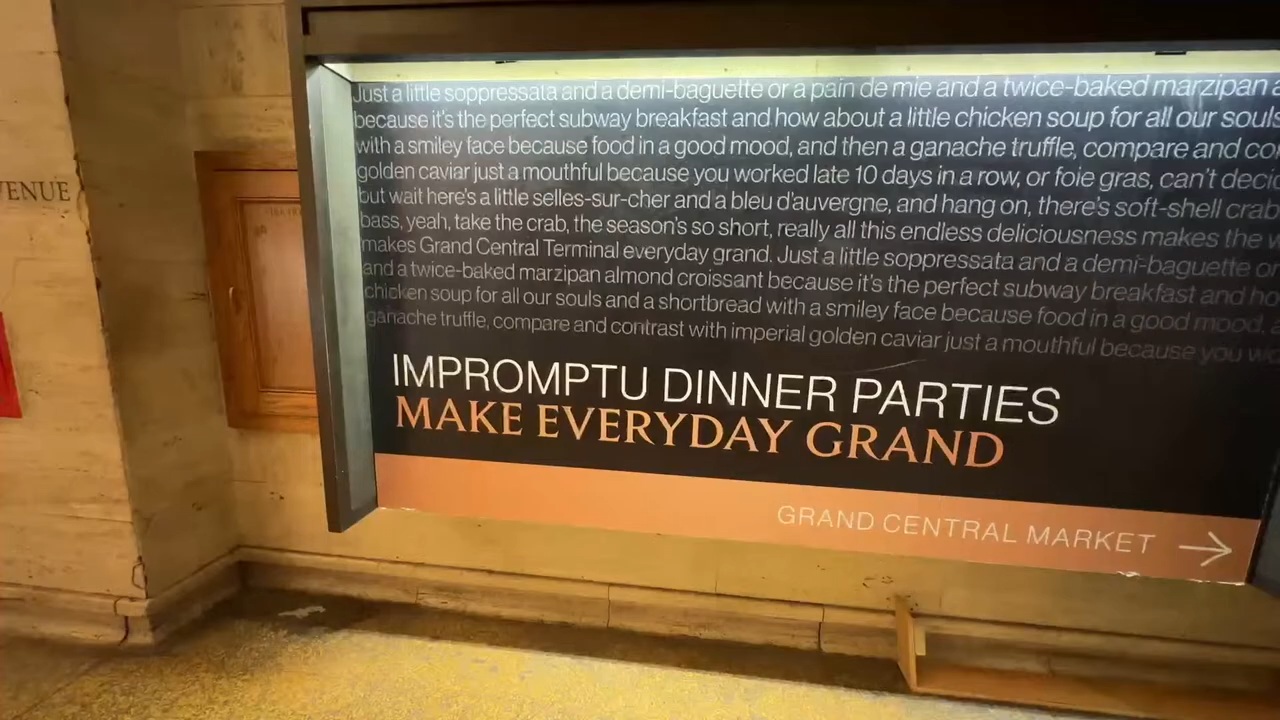 VENUE
Just a little soppressata and a demi-baguette or a pain de mie and a twice-baked marzipan
because it's the perfect subway breakfast and how about a little chicken soup for all our souls
with a smiley face because food in a good mood, and then a ganache truffle, compare and
golden caviar just a mouthful because you worked late 10 days in a row, or foie gras, can't
but wait here's a little selles-sur-cher and a bleu d'auvergne, and hang on, there's soft-shell crab
bass, yeah, take the crab, the season's so short, really all this endless deliciousness makes the
makes Grand Central Terminal everyday grand. Just a little soppressata and a demi-baguette or
and a twice-baked marzipan almond croissant because it's the perfect subway breakfast and
chicken soup for all our souls and a shortbread with a smiley face because food in a good mood,
ganache truffle, compare and contrast with imperial golden caviar just a mouthful because you
IMPROMPTU DINNER PARTIES
MAKE EVERYDAY GRAND
GRAND CENTRAL MARKET →